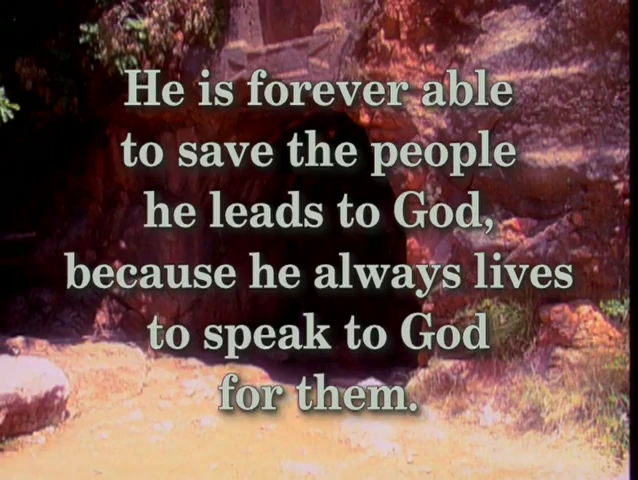 He is forever able
to save the people
he leads to God,
because he always lives
to speak to God
for them.